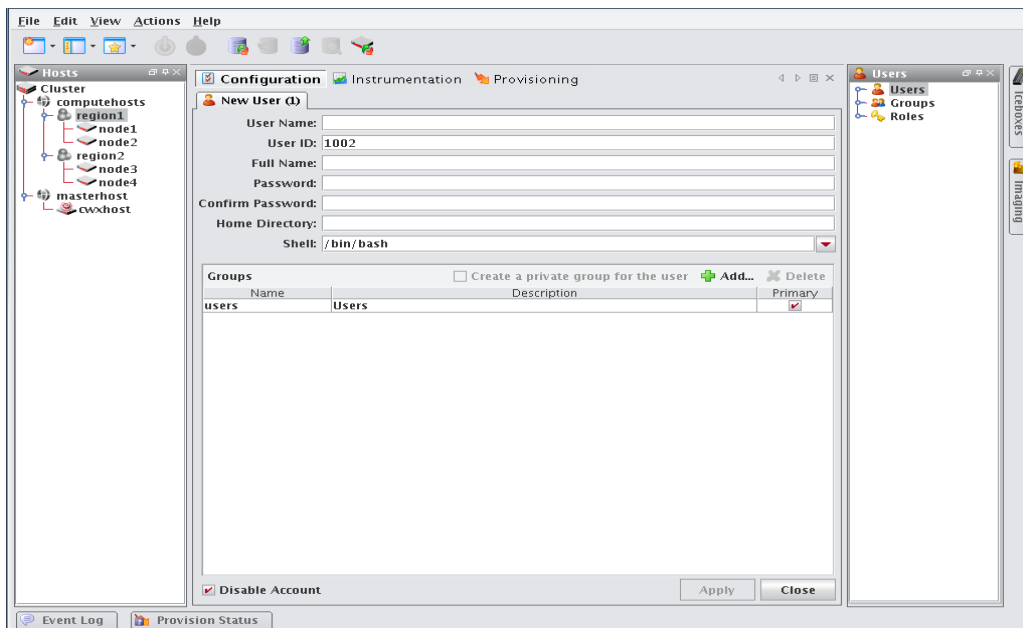 File Edit View Actions Help
Hosts
Cluster
computehosts
region1
node1
node2
region2
node3
node4
masterhost
cwxhost
Configuration Instrumentation Provisioning
New User (1)
User Name:
User ID: 1002
Full Name:
Password:
Confirm Password:
Home Directory:
Shell: /bin/bash
Groups Create a private group for the user Add... Delete
Name Description Primary
users Users
Disable Account Apply Close
Users
Users
Groups
Roles
Iceboxes
Imaging
Event Log Provision Status